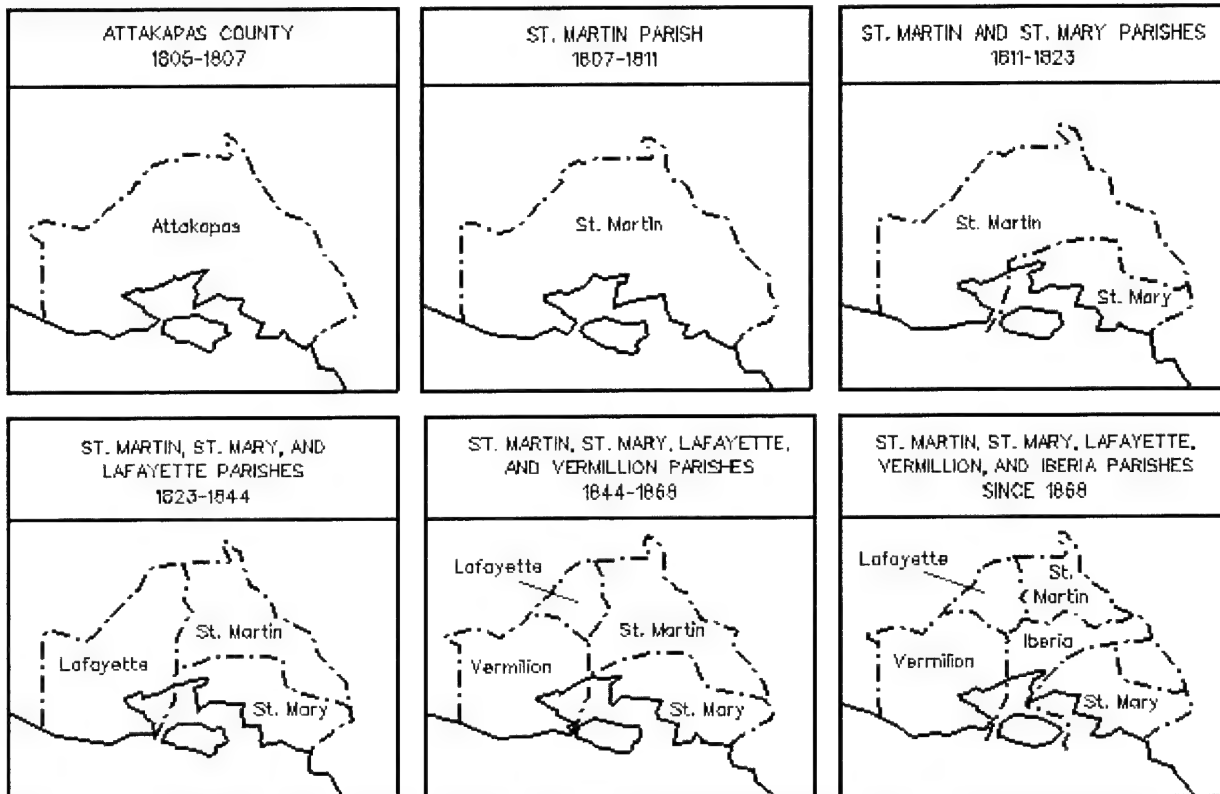 ATTAKAPAS COUNTY
1805-1807
Attakapas
ST. MARTIN PARISH
1807-1811
St. Martin
ST. MARTIN AND ST. MARY PARISHES
1811-1823
St. Martin
St. Mary
ST. MARTIN, ST. MARY, AND
LAFAYETTE PARISHES
1823-1844
St. Martin
Lafayette
St. Mary
ST. MARTIN, ST. MARY, LAFAYETTE,
AND VERMILLION PARISHES
1844-1868
Lafayette
St. Martin
Vermilion
St. Mary
ST. MARTIN, ST. MARY, LAFAYETTE,
VERMILLION, AND IBERIA PARISHES
SINCE 1868
Lafayette
St.
Martin
Iberia
Vermilion
St. Mary